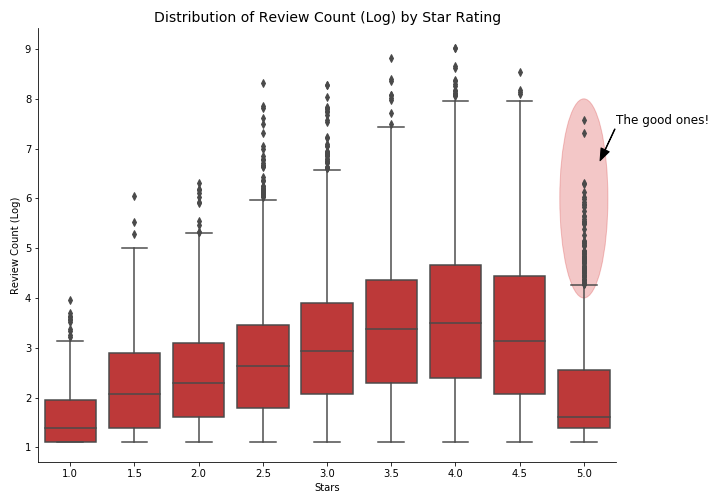 Distribution of Review Count (Log) by Star Rating
9
8
7
6
5
4
3
2
1
Review Count (Log)
The good ones!
1.0 1.5 2.0 2.5 3.0 3.5 4.0 4.5 5.0
Stars